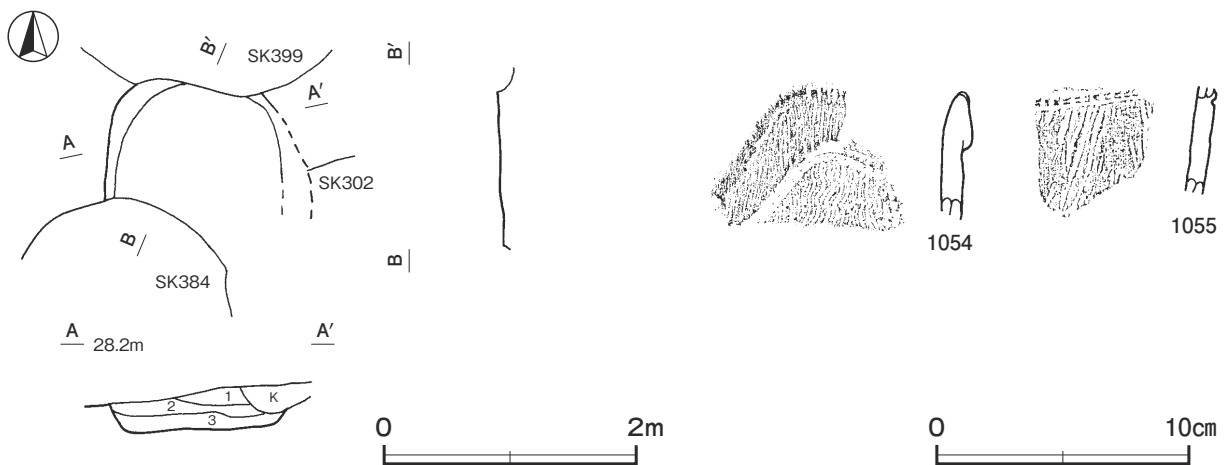 B′
SK399
A′
A
SK302
B
SK384
B′
B
A 28.2m A′
1
K
2
3
0 2m
1054
1055
0 10cm